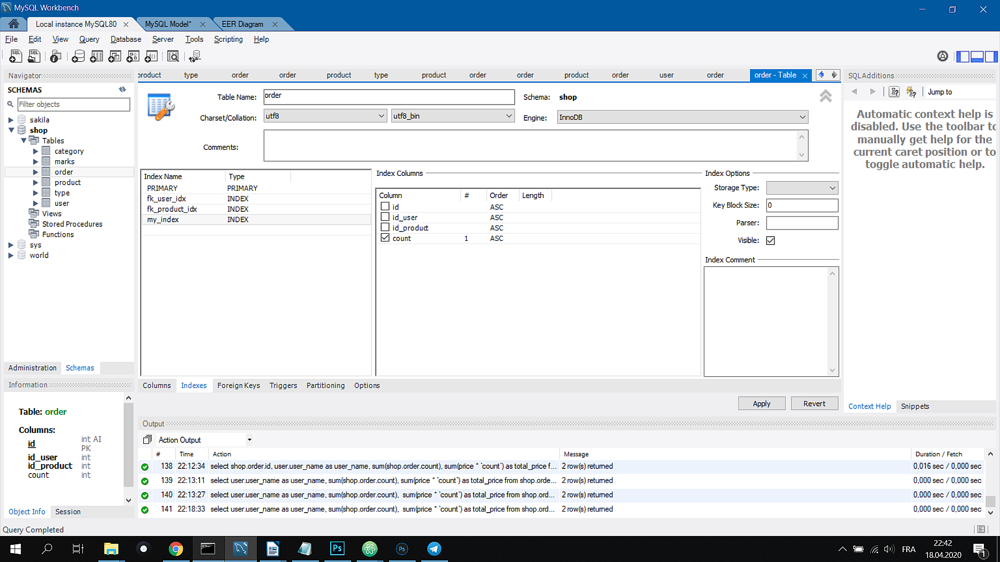 MySQL Workbench
Local instance MySQL80
MySQL Model*
EER Diagram
File Edit View Query Database Server Tools Scripting Help
Navigator
SCHEMAS
Filter objects
sakila
shop
Tables
category
marks
order
product
type
user
Views
Stored Procedures
Functions
sys
world
Administration Schemas
Information
Table: order
Columns:
id int AI PK
id_user int
id_product int
count int
Object Info Session
product type order order product type product order order product order user order order - Table
Table Name: order Schema: shop
Charset/Collation: utf8 utf8_bin Engine: InnoDB
Comments:
Index Name Type
PRIMARY PRIMARY
fk_user_idx INDEX
fk_product_idx INDEX
my_index INDEX
Index Columns
Column # Order Length
id ASC
id_user ASC
id_product ASC
count 1 ASC
Index Options
Storage Type:
Key Block Size: 0
Parser:
Visible:
Index Comment
Columns Indexes Foreign Keys Triggers Partitioning Options
Apply Revert
SQLAdditions
Jump to
Automatic context help is
disabled. Use the toolbar to
manually get help for the
current caret position or to
toggle automatic help.
Context Help Snippets
Output
Action Output
# Time Action Message Duration / Fetch
138 22:12:34 select shop.order.id, user.user_name as user_name, sum(shop.order.count), sum(price * `count`) as total_price f... 2 row(s) returned 0,016 sec / 0,000 sec
139 22:13:11 select user.user_name as user_name, sum(shop.order.count), sum(price * `count`) as total_price from shop.orde... 2 row(s) returned 0,000 sec / 0,000 sec
140 22:13:27 select user.user_name as user_name, sum(shop.order.count),  sum(price * `count`) as total_price from shop.ord... 2 row(s) returned 0,000 sec / 0,000 sec
141 22:18:33 select user.user_name as user_name, sum(shop.order.count),  sum(price * `count`) as total_price from shop.ord... 2 row(s) returned 0,000 sec / 0,000 sec
Query Completed
Ps
Ps
FRA
22:42
18.04.2020
1